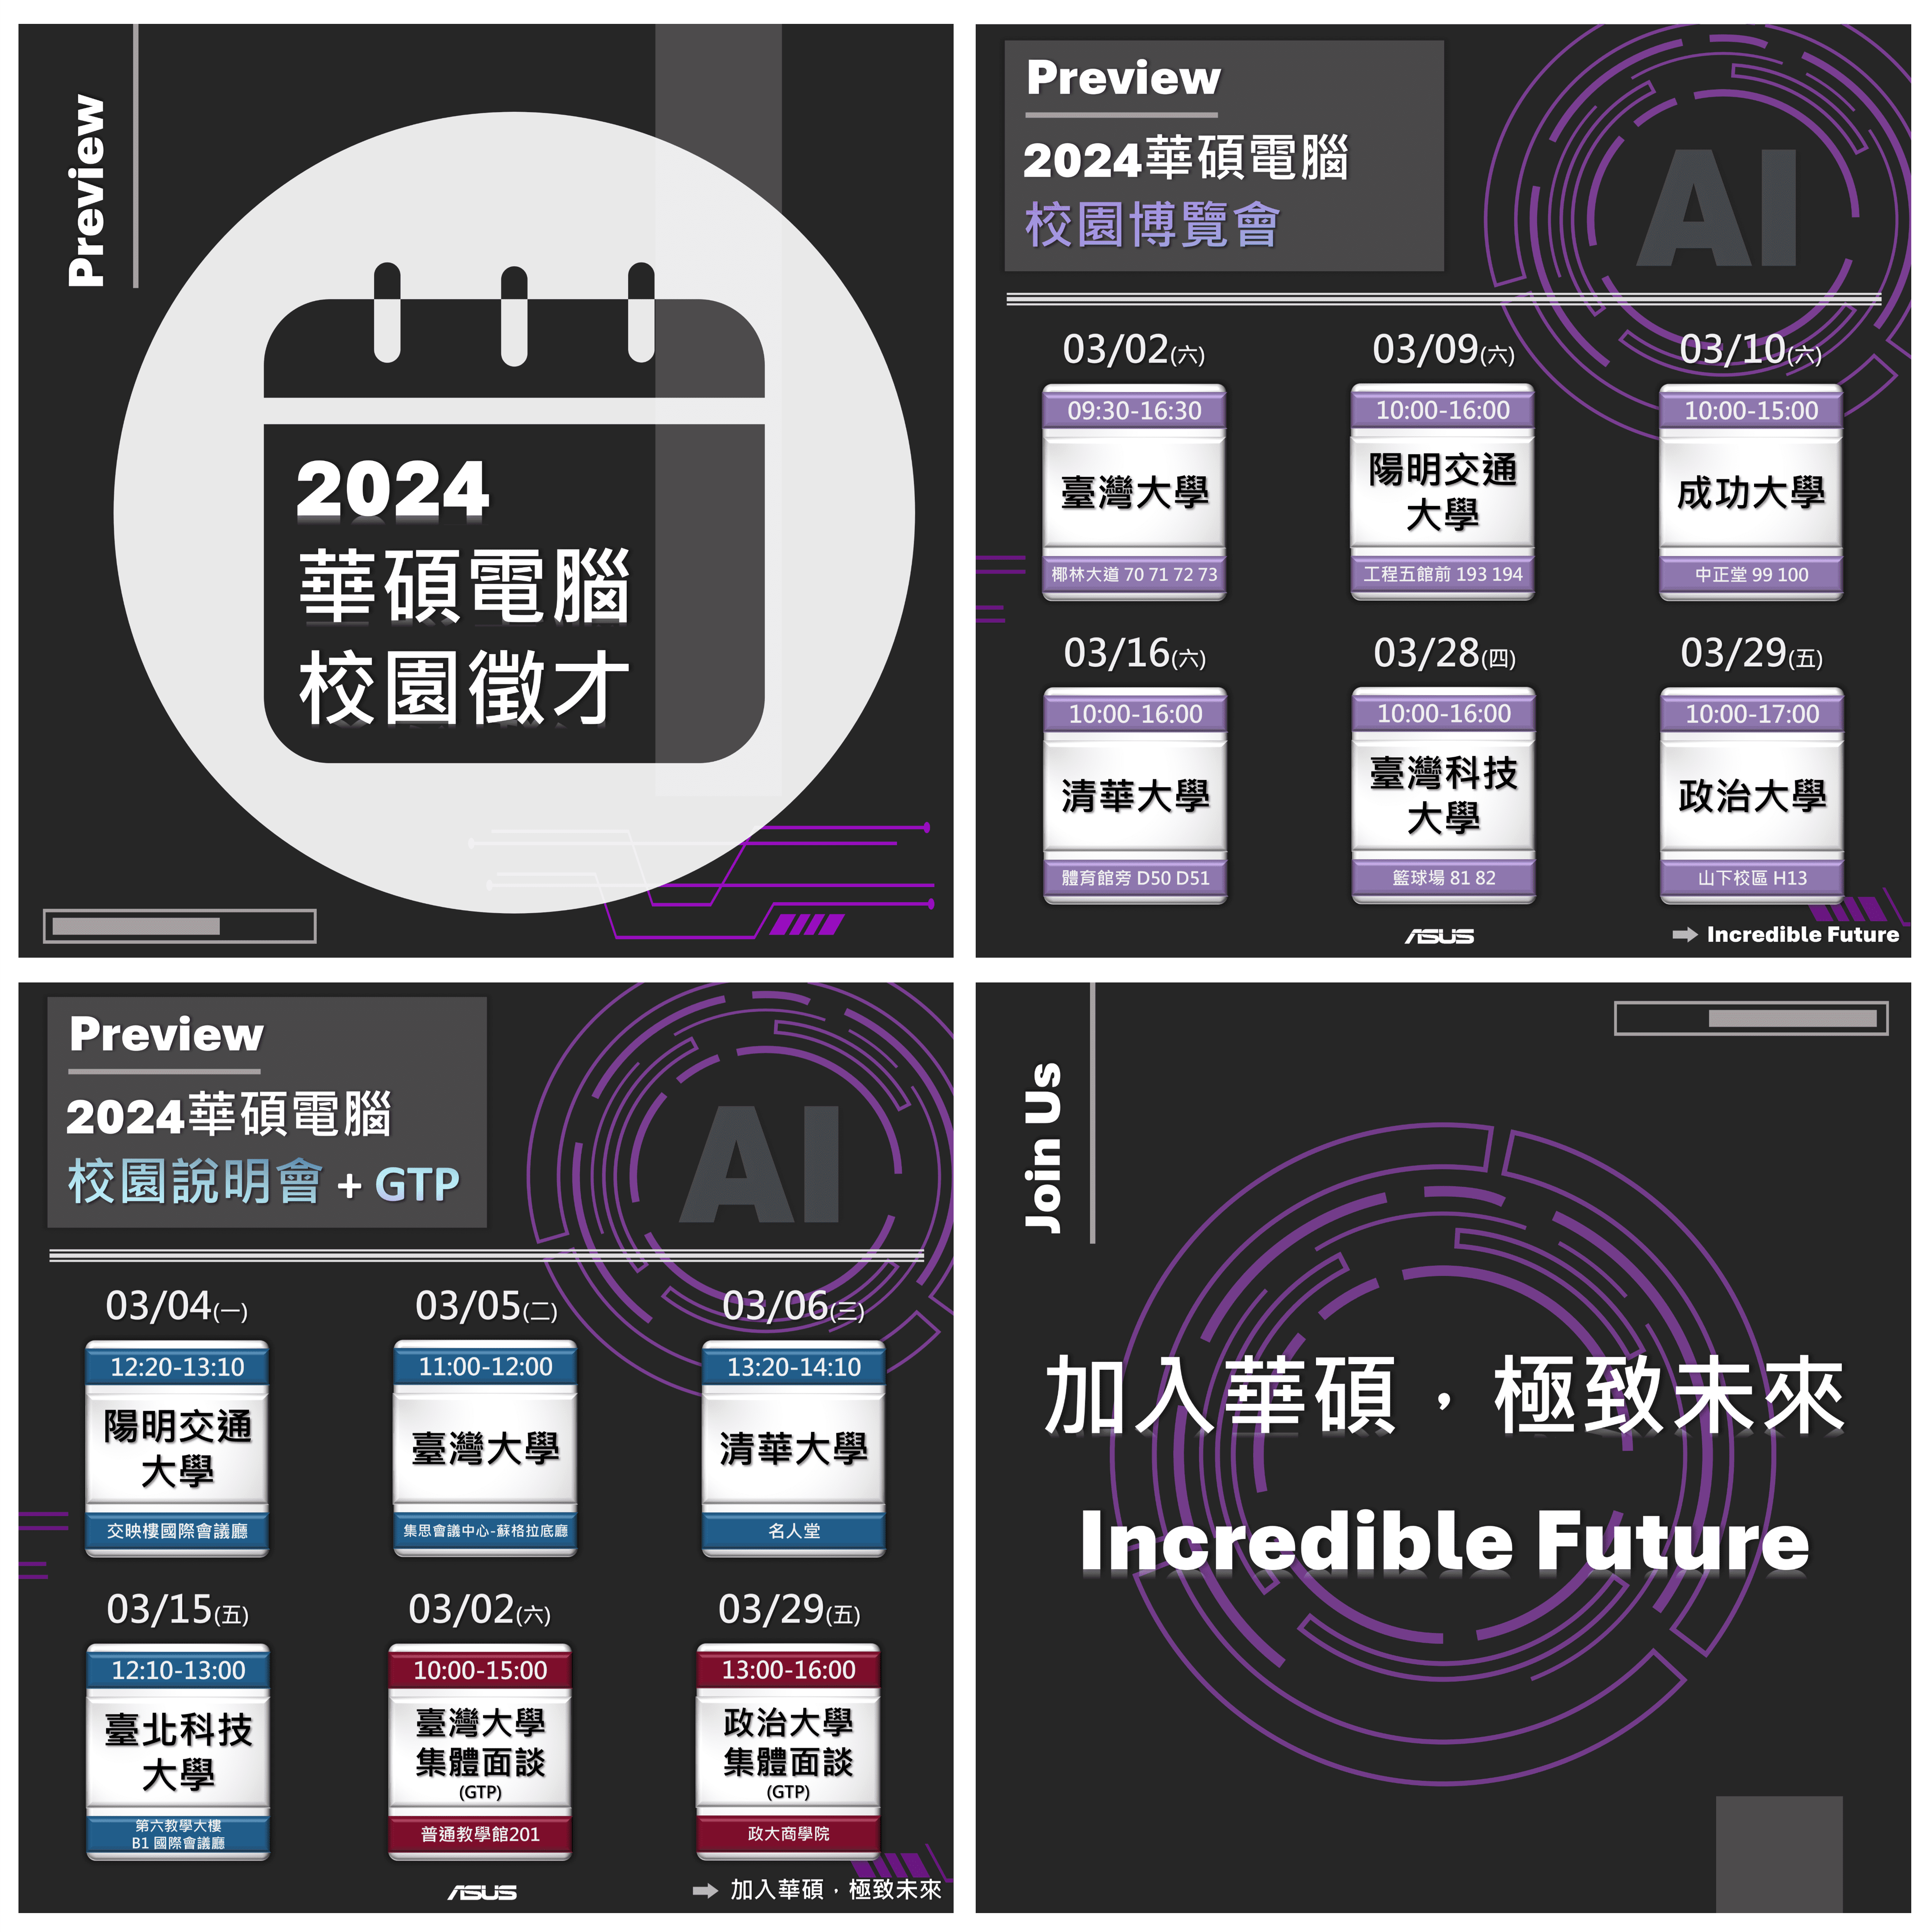 Preview
2024
華碩電腦
校園徵才
Preview
2024華碩電腦
校園博覽會
AI
03/02(六)
09:30-16:30
臺灣大學
椰林大道 70 71 72 73
03/09(六)
10:00-16:00
陽明交通
大學
工程五館前 193 194
03/10(六)
10:00-15:00
成功大學
中正堂 99 100
03/16(六)
10:00-16:00
清華大學
體育館旁 D50 D51
03/28(四)
10:00-16:00
臺灣科技
大學
籃球場 81 82
03/29(五)
10:00-17:00
政治大學
山下校區 H13
ASUS
Incredible Future
Preview
2024華碩電腦
校園說明會 + GTP
AI
03/04(一)
12:20-13:10
陽明交通
大學
交映樓國際會議廳
03/05(二)
11:00-12:00
臺灣大學
集思會議中心-蘇格拉底廳
03/06(三)
13:20-14:10
清華大學
名人堂
03/15(五)
12:10-13:00
臺北科技
大學
第六教學大樓
B1 國際會議廳
03/02(六)
10:00-15:00
臺灣大學
集體面談
(GTP)
普通教學館201
03/29(五)
13:00-16:00
政治大學
集體面談
(GTP)
政大商學院
ASUS
加入華碩，極致未來
Join Us
加入華碩，極致未來
Incredible Future